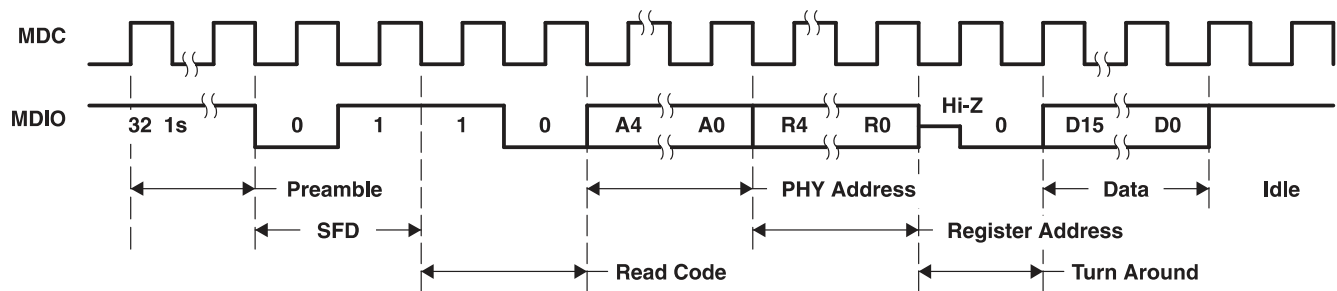 MDC
Hi-Z
MDIO
32 1s 0 1 1 0 A4 A0 R4 R0 0 D15 D0
Preamble PHY Address Data Idle
SFD Register Address
Read Code Turn Around